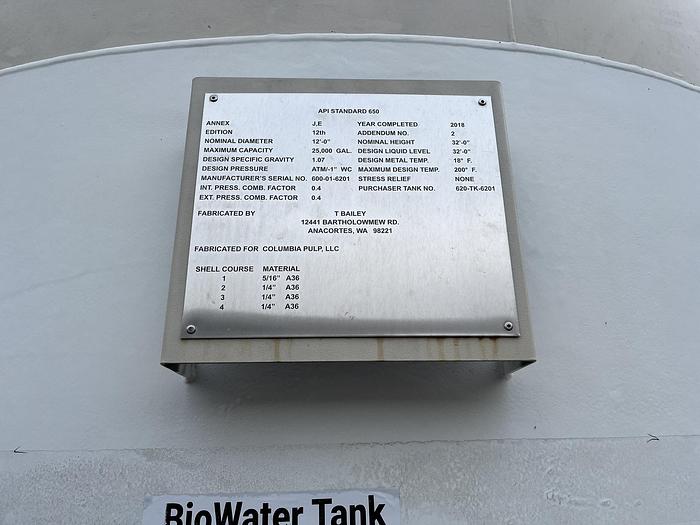 API STANDARD 650
ANNEX J,E YEAR COMPLETED 2018
EDITION 12th ADDENDUM NO. 2
NOMINAL DIAMETER 12'-0" NOMINAL HEIGHT 32'-0"
MAXIMUM CAPACITY 25,000 GAL. DESIGN LIQUID LEVEL 32'-0"
DESIGN SPECIFIC GRAVITY 1.07 DESIGN METAL TEMP. 18° F.
DESIGN PRESSURE ATM/-1" WC MAXIMUM DESIGN TEMP. 200° F.
MANUFACTURER'S SERIAL NO. 600-01-6201 STRESS RELIEF NONE
INT. PRESS. COMB. FACTOR 0.4 PURCHASER TANK NO. 620-TK-6201
EXT. PRESS. COMB. FACTOR 0.4
FABRICATED BY T BAILEY
12441 BARTHOLOWMEW RD.
ANACORTES, WA 98221
FABRICATED FOR COLUMBIA PULP, LLC
SHELL COURSE MATERIAL
1 5/16" A36
2 1/4" A36
3 1/4" A36
4 1/4" A36
BioWater Tank